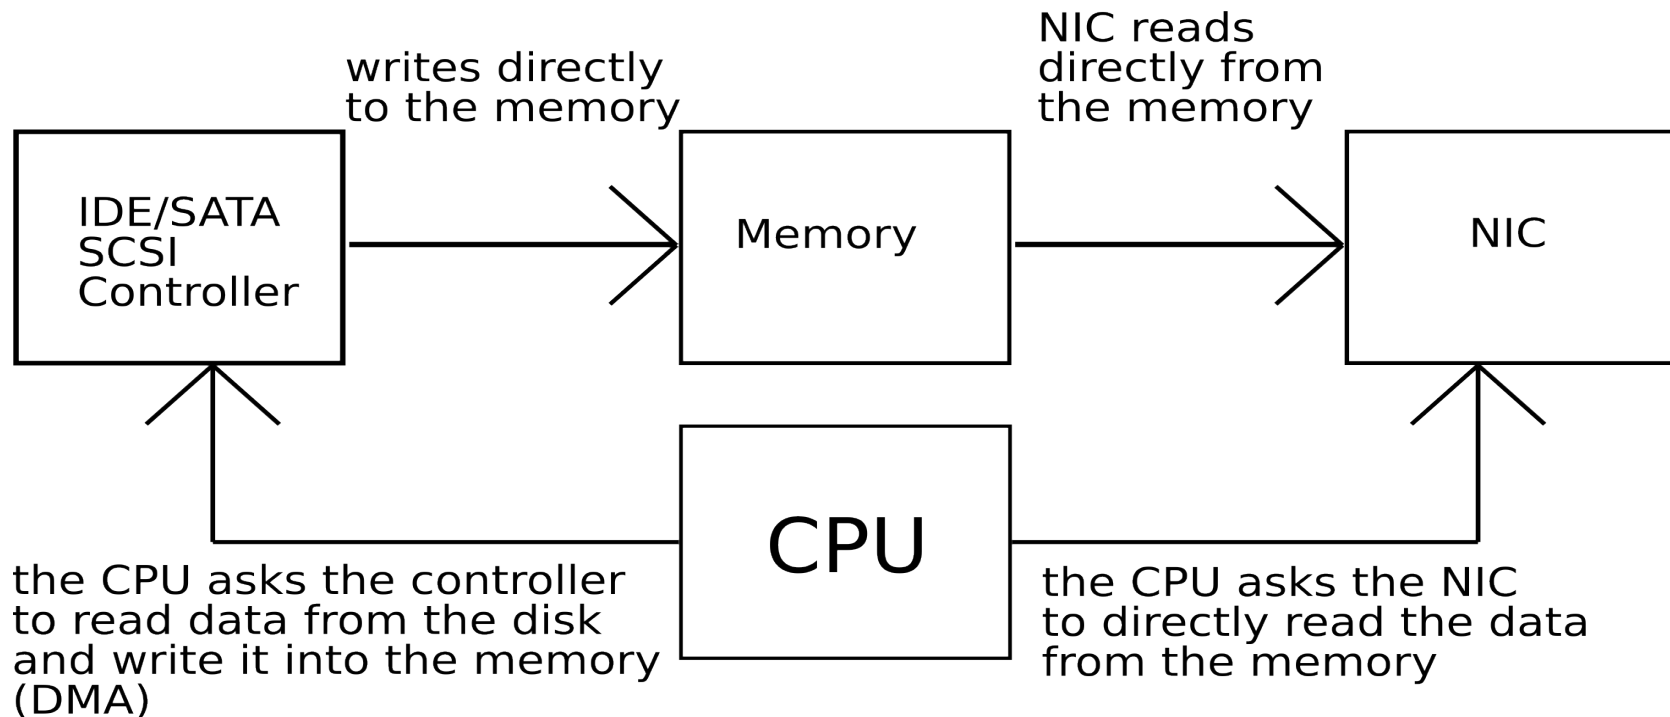 writes directly
to the memory
NIC reads
directly from
the memory
IDE/SATA
SCSI
Controller
Memory
NIC
CPU
the CPU asks the controller
to read data from the disk
and write it into the memory
(DMA)
the CPU asks the NIC
to directly read the data
from the memory